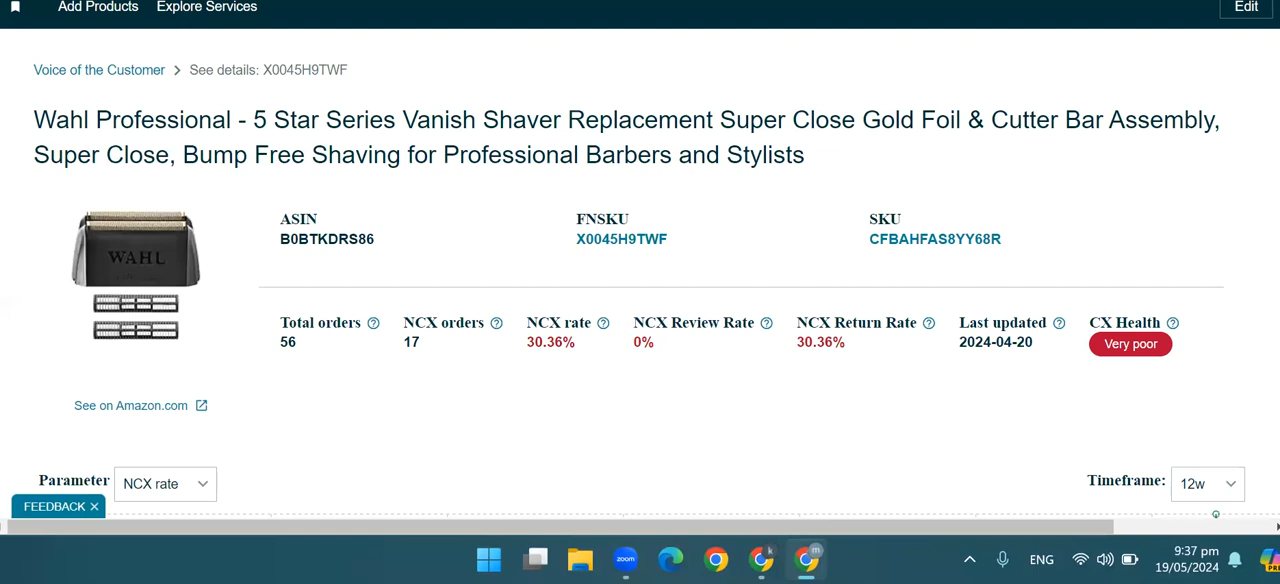 Add Products Explore Services Edit
Voice of the Customer > See details: X0045H9TWF
Wahl Professional - 5 Star Series Vanish Shaver Replacement Super Close Gold Foil & Cutter Bar Assembly,
Super Close, Bump Free Shaving for Professional Barbers and Stylists
WAHL
ASIN FNSKU SKU
B0BTKDRS86 X0045H9TWF CFBAHFAS8YY68R
Total orders NCX orders NCX rate NCX Review Rate NCX Return Rate Last updated CX Health
56 17 30.36% 0% 30.36% 2024-04-20 Very poor
See on Amazon.com
Parameter NCX rate Timeframe: 12w
FEEDBACK ×
zoom k m ENG 9:37 pm
19/05/2024